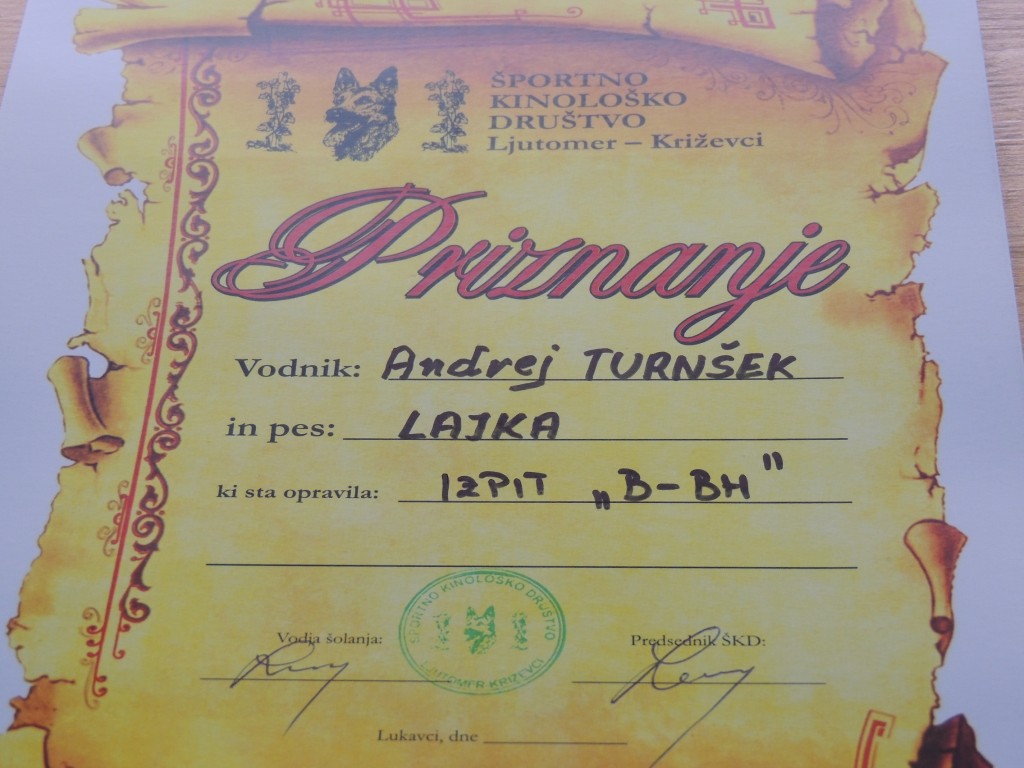 ŠPORTNO
KINOLOŠKO
DRUŠTVO
Ljutomer – Križevci
Priznanje
Vodnik: Andrej TURNŠEK
in pes: LAJKA
ki sta opravila: IZPIT „B-BH"
ŠPORTNO KINOLOŠKO DRUŠTVO
LJUTOMER KRIŽEVCI
Vodja šolanja:
Predsednik ŠKD:
Lukavci, dne